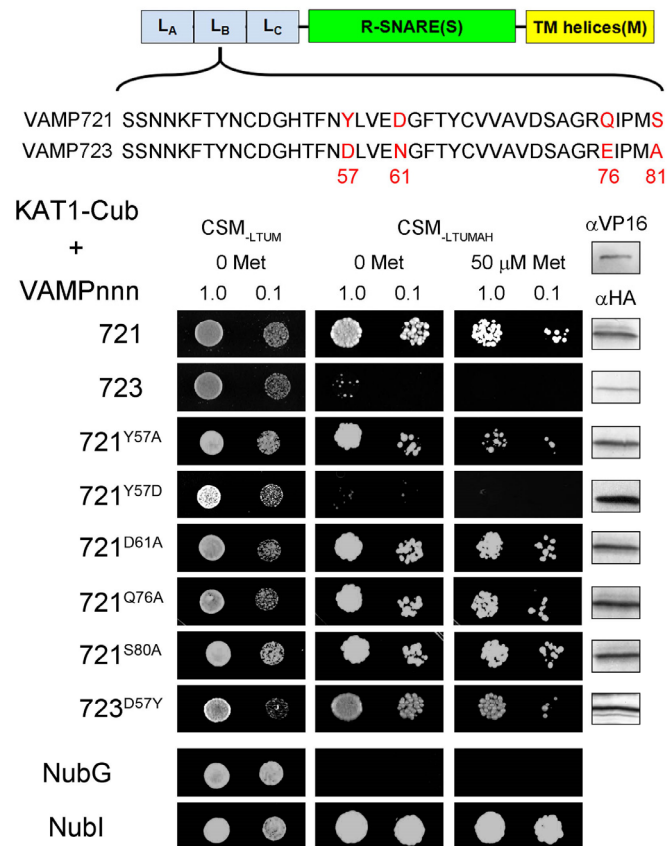 LA LB LC R-SNARE(S) TM helices(M)
VAMP721 SSNNKFTYNCDGHTFNYLVEDGFTYCVVAVDSAGRQIPMS
VAMP723 SSNNKFTYNCDGHTFNDLVENGFTYCVVAVDSAGREIPMA
57 61 76 81
KAT1-Cub
+
VAMPnnn
CSM-LTUM CSM-LTUMAH αVP16
0 Met 0 Met 50 μM Met
1.0 0.1 1.0 0.1 1.0 0.1 αHA
721
723
721Y57A
721Y57D
721D61A
721Q76A
721S80A
723D57Y
NubG
NubI